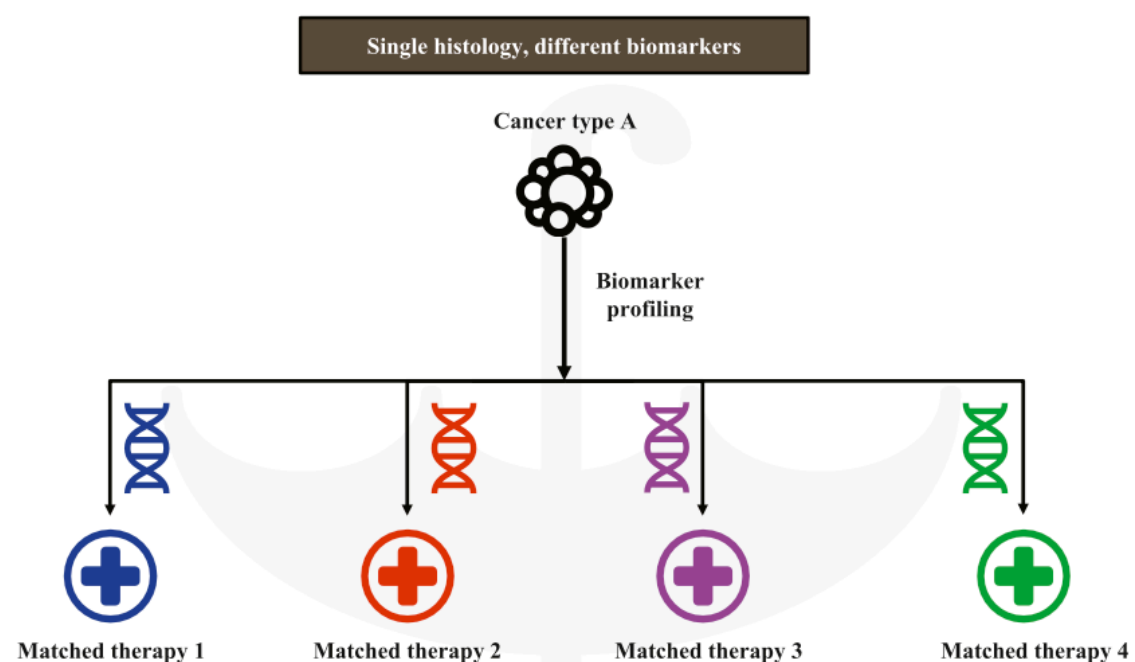 Single histology, different biomarkers
Cancer type A
Biomarker
profiling
Matched therapy 1
Matched therapy 2
Matched therapy 3
Matched therapy 4